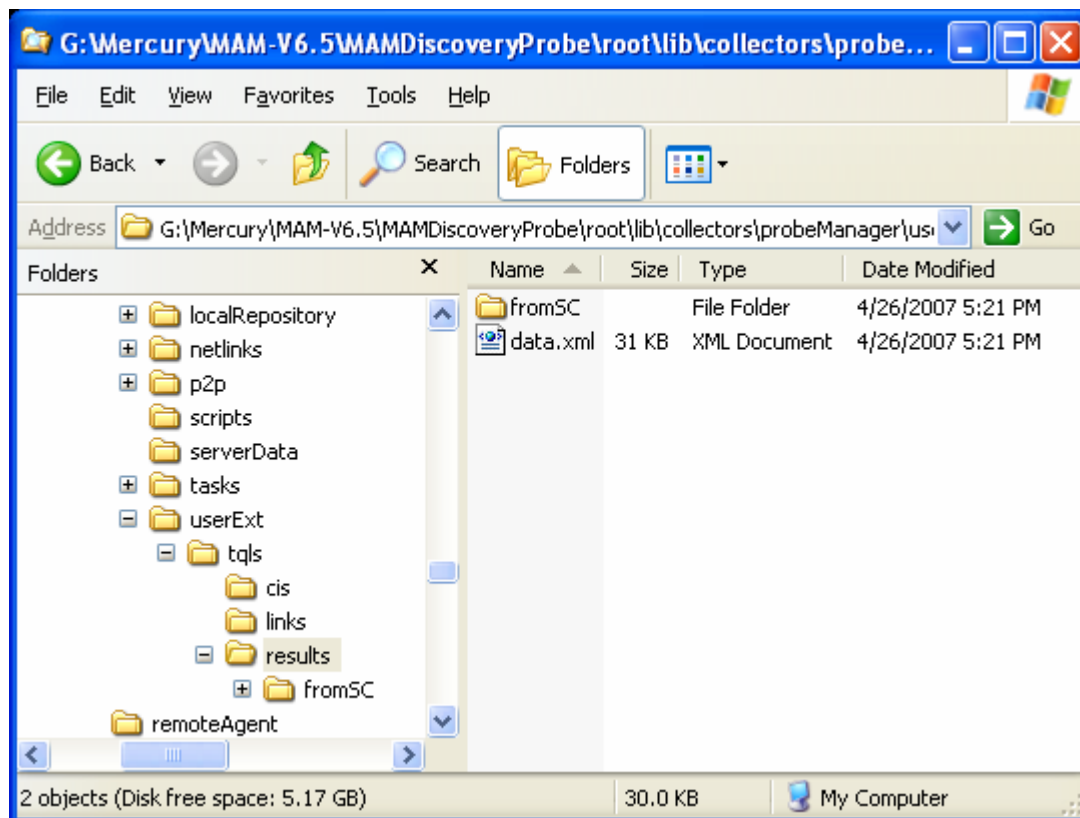 G:\Mercury\MAM-V6.5\MAMDiscoveryProbe\root\lib\collectors\probe...
File Edit View Favorites Tools Help
Back Search Folders
Address G:\Mercury\MAM-V6.5\MAMDiscoveryProbe\root\lib\collectors\probeManager\us Go
Folders Name Size Type Date Modified
localRepository fromSC File Folder 4/26/2007 5:21 PM
netlinks data.xml 31 KB XML Document 4/26/2007 5:21 PM
p2p
scripts
serverData
tasks
userExt
tqls
cis
links
results
fromSC
remoteAgent
2 objects (Disk free space: 5.17 GB) 30.0 KB My Computer